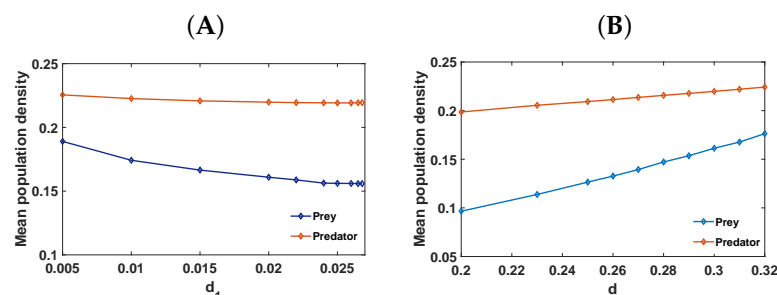 (A)
Mean population density
0.25
0.2
0.15
0.1
0.005
0.01
0.015
0.02
0.025
d1
Prey
Predator
(B)
Mean population density
0.25
0.2
0.15
0.1
0.05
0.2
0.22
0.24
0.26
0.28
0.3
0.32
d
Prey
Predator